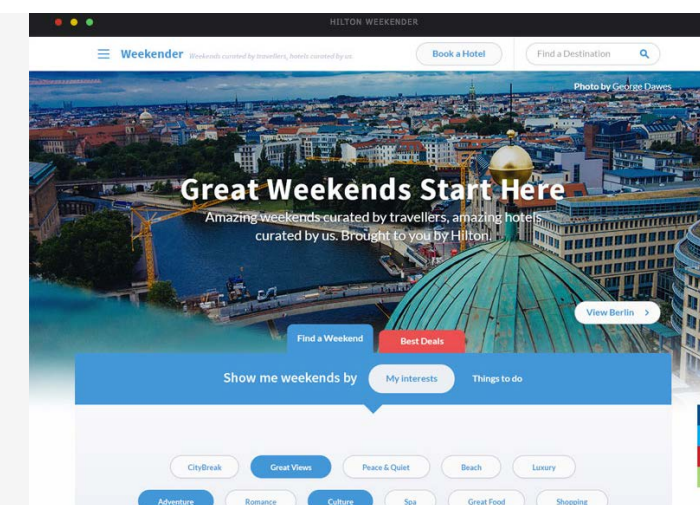 HILTON WEEKENDER
Weekender Weekends curated by travellers, hotels curated by us.
Book a Hotel
Find a Destination
Photo by George Dawes
Great Weekends Start Here
Amazing weekends curated by travellers, amazing hotels
curated by us. Brought to you by Hilton.
View Berlin >
Find a Weekend
Best Deals
Show me weekends by My interests Things to do
CityBreak Great Views Peace & Quiet Beach Luxury
Adventure Romance Culture Spa Great Food Shopping